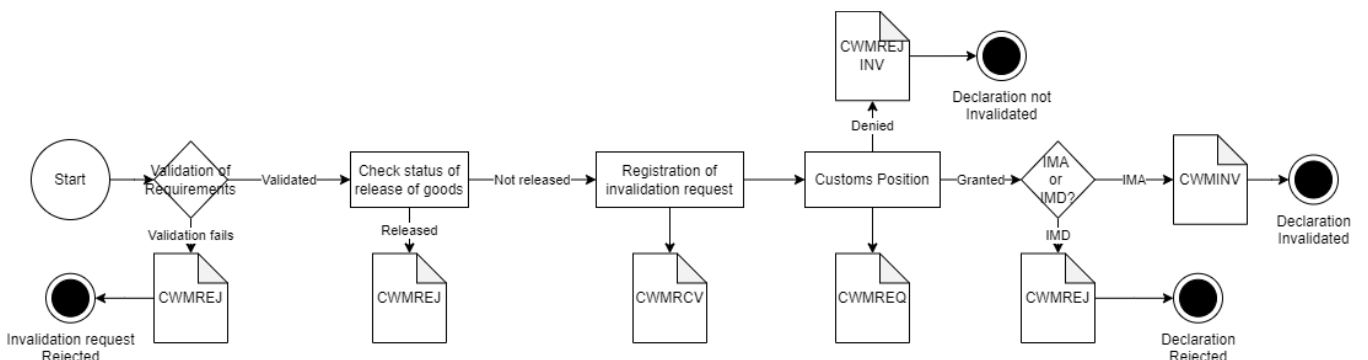 CWMREJ
INV
Declaration not
Invalidated
Denied
Start
Validation of
Requirements
Validated
Check status of
release of goods
Not released
Registration of
invalidation request
Customs Position
Granted
IMA
or
IMD?
IMA
CWMINV
Declaration
Invalidated
Validation fails
Released
IMD
CWMREJ
CWMREJ
CWMRCV
CWMREQ
CWMREJ
Invalidation request
Rejected
Declaration
Rejected